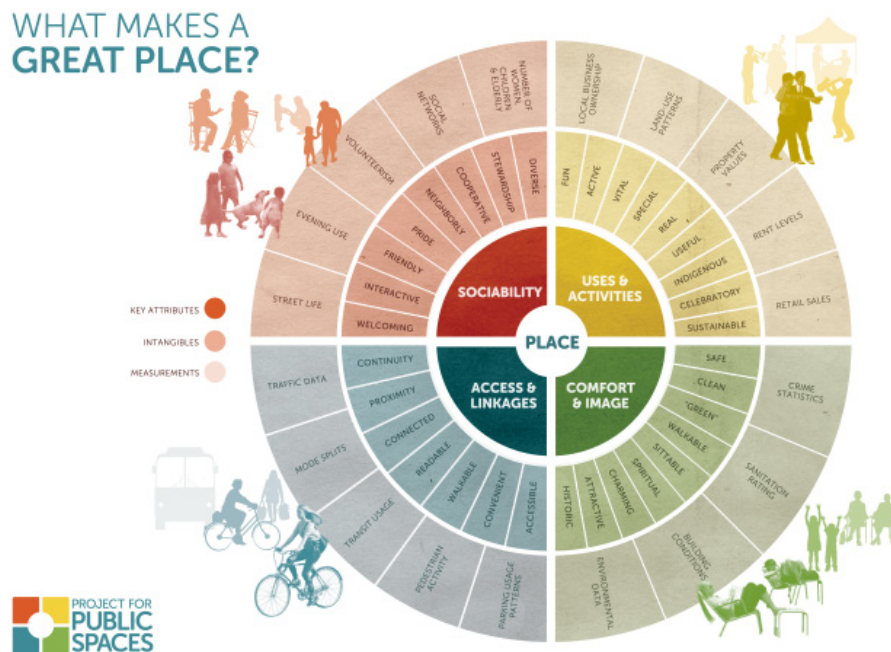 WHAT MAKES A
GREAT PLACE?
KEY ATTRIBUTES
INTANGIBLES
MEASUREMENTS
PLACE
SOCIABILITY
USES &
ACTIVITIES
ACCESS &
LINKAGES
COMFORT
& IMAGE
DIVERSE
STEWARDSHIP
COOPERATIVE
NEIGHBORLY
PRIDE
FRIENDLY
INTERACTIVE
WELCOMING
NUMBER OF
WOMEN,
CHILDREN
& ELDERLY
SOCIAL
NETWORKS
VOLUNTEERISM
EVENING USE
STREET LIFE
FUN
ACTIVE
VITAL
SPECIAL
REAL
USEFUL
INDIGENOUS
CELEBRATORY
SUSTAINABLE
LOCAL BUSINESS
OWNERSHIP
LAND-USE
PATTERNS
PROPERTY
VALUES
RENT LEVELS
RETAIL SALES
CONTINUITY
PROXIMITY
CONNECTED
READABLE
WALKABLE
CONVENIENT
ACCESSIBLE
TRAFFIC DATA
MODE SPLITS
TRANSIT USAGE
PEDESTRIAN
ACTIVITY
PARKING USAGE
PATTERNS
SAFE
CLEAN
"GREEN"
WALKABLE
SITTABLE
SPIRITUAL
CHARMING
ATTRACTIVE
HISTORIC
CRIME
STATISTICS
SANITATION
RATING
BUILDING
CONDITIONS
ENVIRONMENTAL
DATA
PROJECT FOR
PUBLIC
SPACES